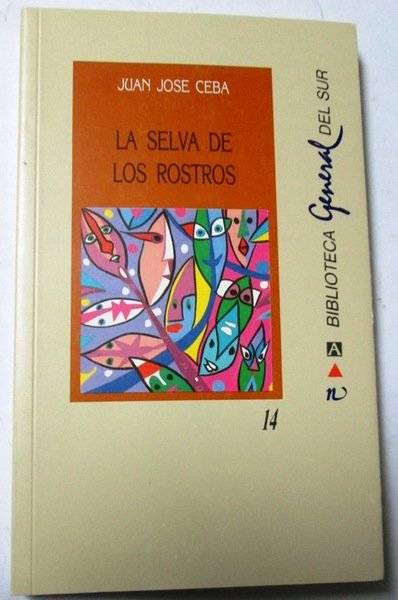 JUAN JOSE CEBA
LA SELVA DE
LOS ROSTROS
14
n A BIBLIOTECA General DEL SUR